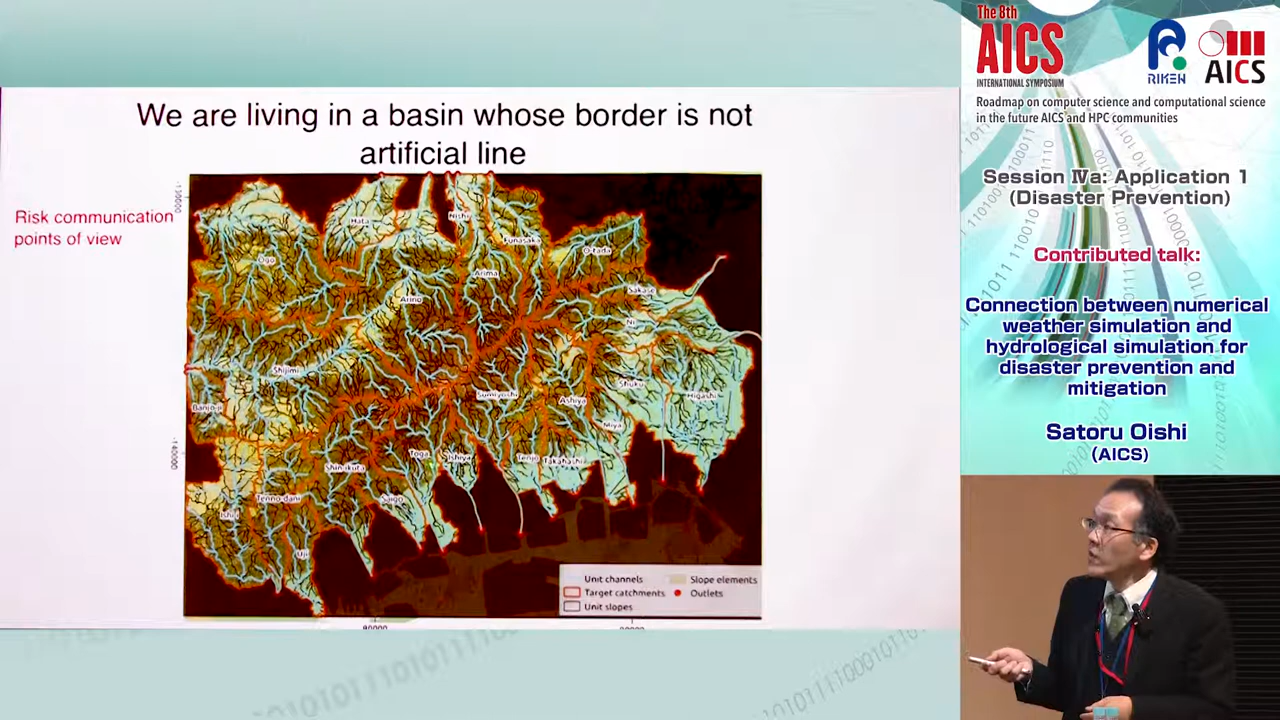 We are living in a basin whose border is not
artificial line
Risk communication
points of view
Hata
Nishi
Funasaka
O-tada
Ogo
Arima
Arino
Sakase
Ni
Shijimi
Banjo-ji
Sumiyoshi
Ashiya
Shuku
Higashi
Miya
Toga
Ishiya
Tenjo
Takahashi
Shin-ikuta
Tenno-dani
Saigo
Uji
-140000
Unit channels
Target catchments
Unit slopes
Slope elements
Outlets
The 8th
AICS
INTERNATIONAL SYMPOSIUM
RIKEN
AICS
Roadmap on computer science and computational science
in the future AICS and HPC communities
Session Ⅳa: Application 1
(Disaster Prevention)
Contributed talk:
Connection between numerical
weather simulation and
hydrological simulation for
disaster prevention and
mitigation
Satoru Oishi
(AICS)